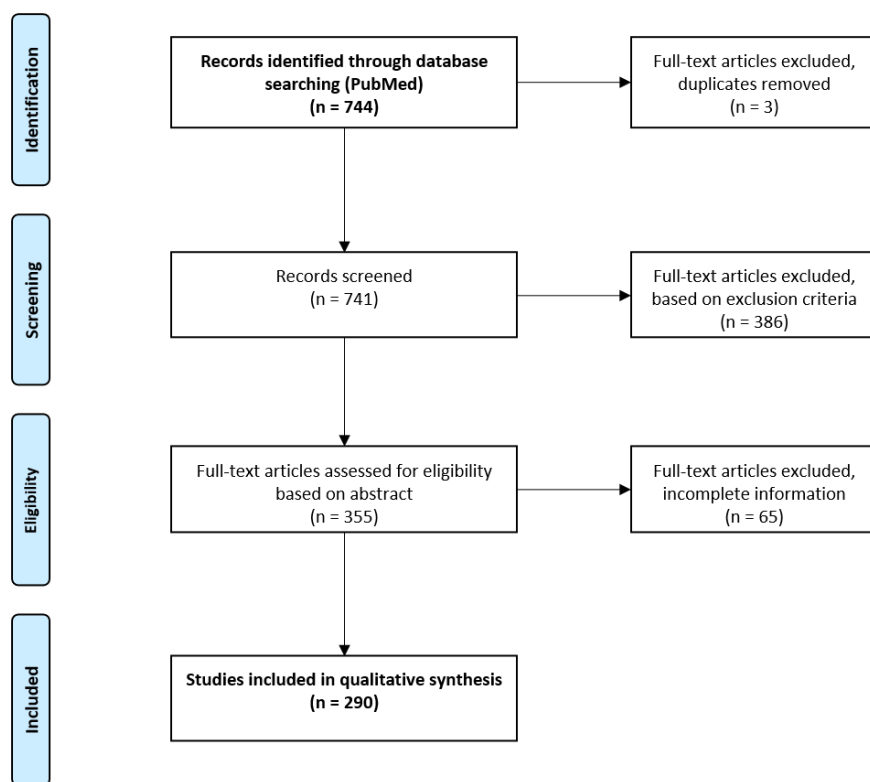 Identification
Records identified through database
searching (PubMed)
(n = 744)
Full-text articles excluded,
duplicates removed
(n = 3)
Screening
Records screened
(n = 741)
Full-text articles excluded,
based on exclusion criteria
(n = 386)
Eligibility
Full-text articles assessed for eligibility
based on abstract
(n = 355)
Full-text articles excluded,
incomplete information
(n = 65)
Included
Studies included in qualitative synthesis
(n = 290)